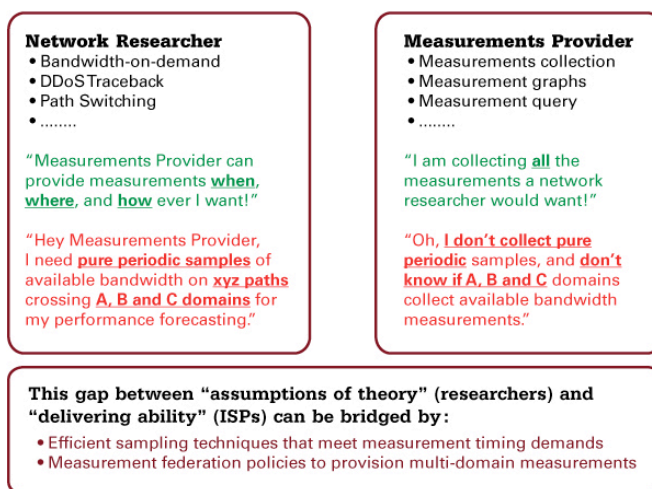 Network Researcher
• Bandwidth-on-demand
• DDoS Traceback
• Path Switching
• ........
“Measurements Provider can
provide measurements when,
where, and how ever I want!”
“Hey Measurements Provider,
I need pure periodic samples of
available bandwidth on xyz paths
crossing A, B and C domains for
my performance forecasting.”
Measurements Provider
• Measurements collection
• Measurement graphs
• Measurement query
• ........
“I am collecting all the
measurements a network
researcher would want!”
“Oh, I don’t collect pure
periodic samples, and don’t
know if A, B and C domains
collect available bandwidth
measurements.”
This gap between “assumptions of theory” (researchers) and
“delivering ability” (ISPs) can be bridged by:
• Efficient sampling techniques that meet measurement timing demands
• Measurement federation policies to provision multi-domain measurements